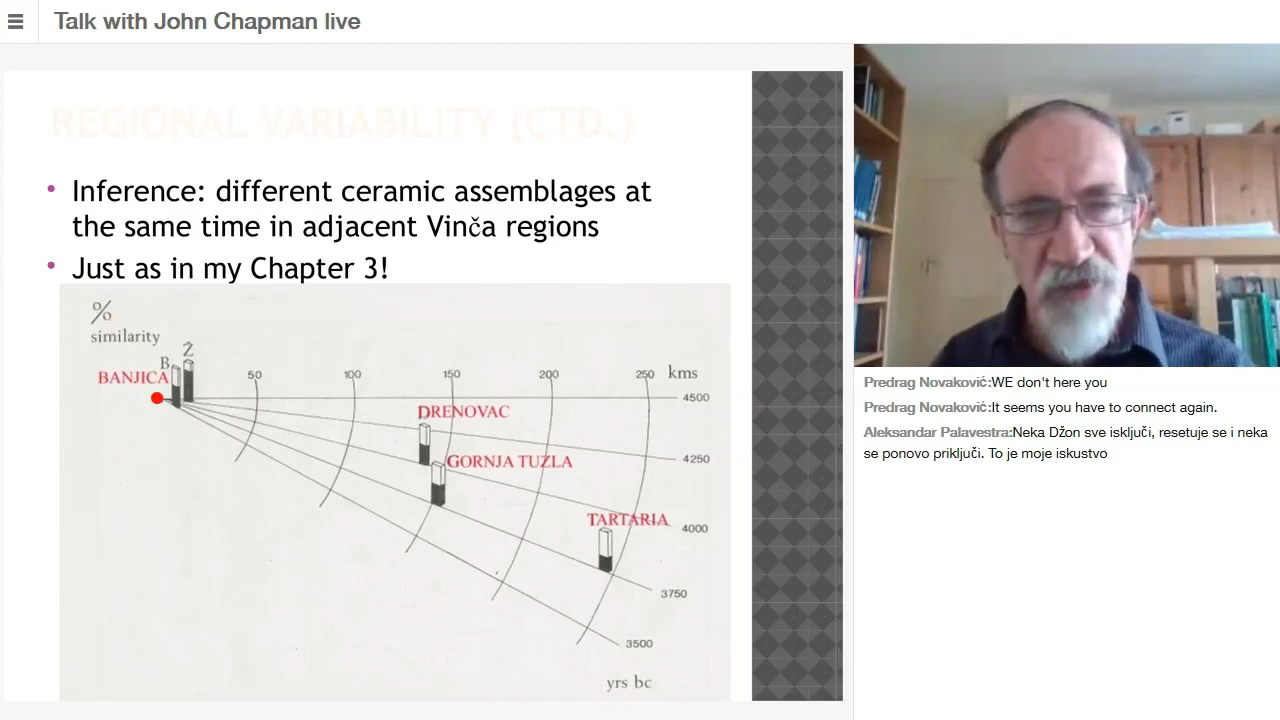 Talk with John Chapman live
REGIONAL VARIABILITY (CTD.)
• Inference: different ceramic assemblages at
the same time in adjacent Vinča regions
• Just as in my Chapter 3!
%
similarity
B
Ž
BANJICA
50
100
150
200
250
kms
4500
DRENOVAC
4250
GORNJA TUZLA
TARTARIA
4000
3750
3500
yrs bc
Predrag Novaković:WE don't here you
Predrag Novaković:It seems you have to connect again.
Aleksandar Palavestra:Neka Džon sve isključi, resetuje se i neka
se ponovo priključi. To je moje iskustvo